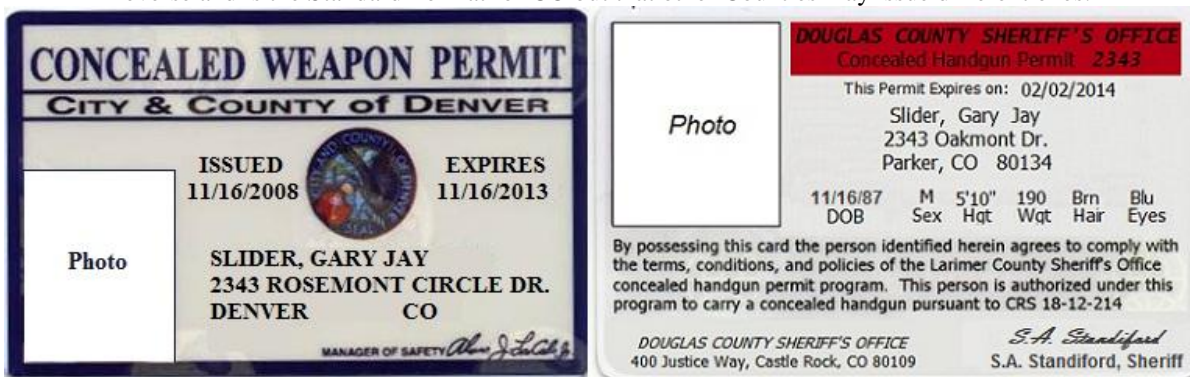 CONCEALED WEAPON PERMIT
CITY & COUNTY of DENVER
ISSUED
11/16/2008
CITY AND COUNTY OF DENVER
SEAL
EXPIRES
11/16/2013
Photo
SLIDER, GARY JAY
2343 ROSEMONT CIRCLE DR.
DENVER CO
MANAGER OF SAFETY
Photo
DOUGLAS COUNTY SHERIFF'S OFFICE
Concealed Handgun Permit 2343
This Permit Expires on: 02/02/2014
Slider, Gary Jay
2343 Oakmont Dr.
Parker, CO 80134
11/16/87 M 5'10" 190 Brn Blu
DOB Sex Hgt Wgt Hair Eyes
By possessing this card the person identified herein agrees to comply with
the terms, conditions, and policies of the Larimer County Sheriff's Office
concealed handgun permit program. This person is authorized under this
program to carry a concealed handgun pursuant to CRS 18-12-214
DOUGLAS COUNTY SHERIFF'S OFFICE
400 Justice Way, Castle Rock, CO 80109
S.A. Standiford
S.A. Standiford, Sheriff